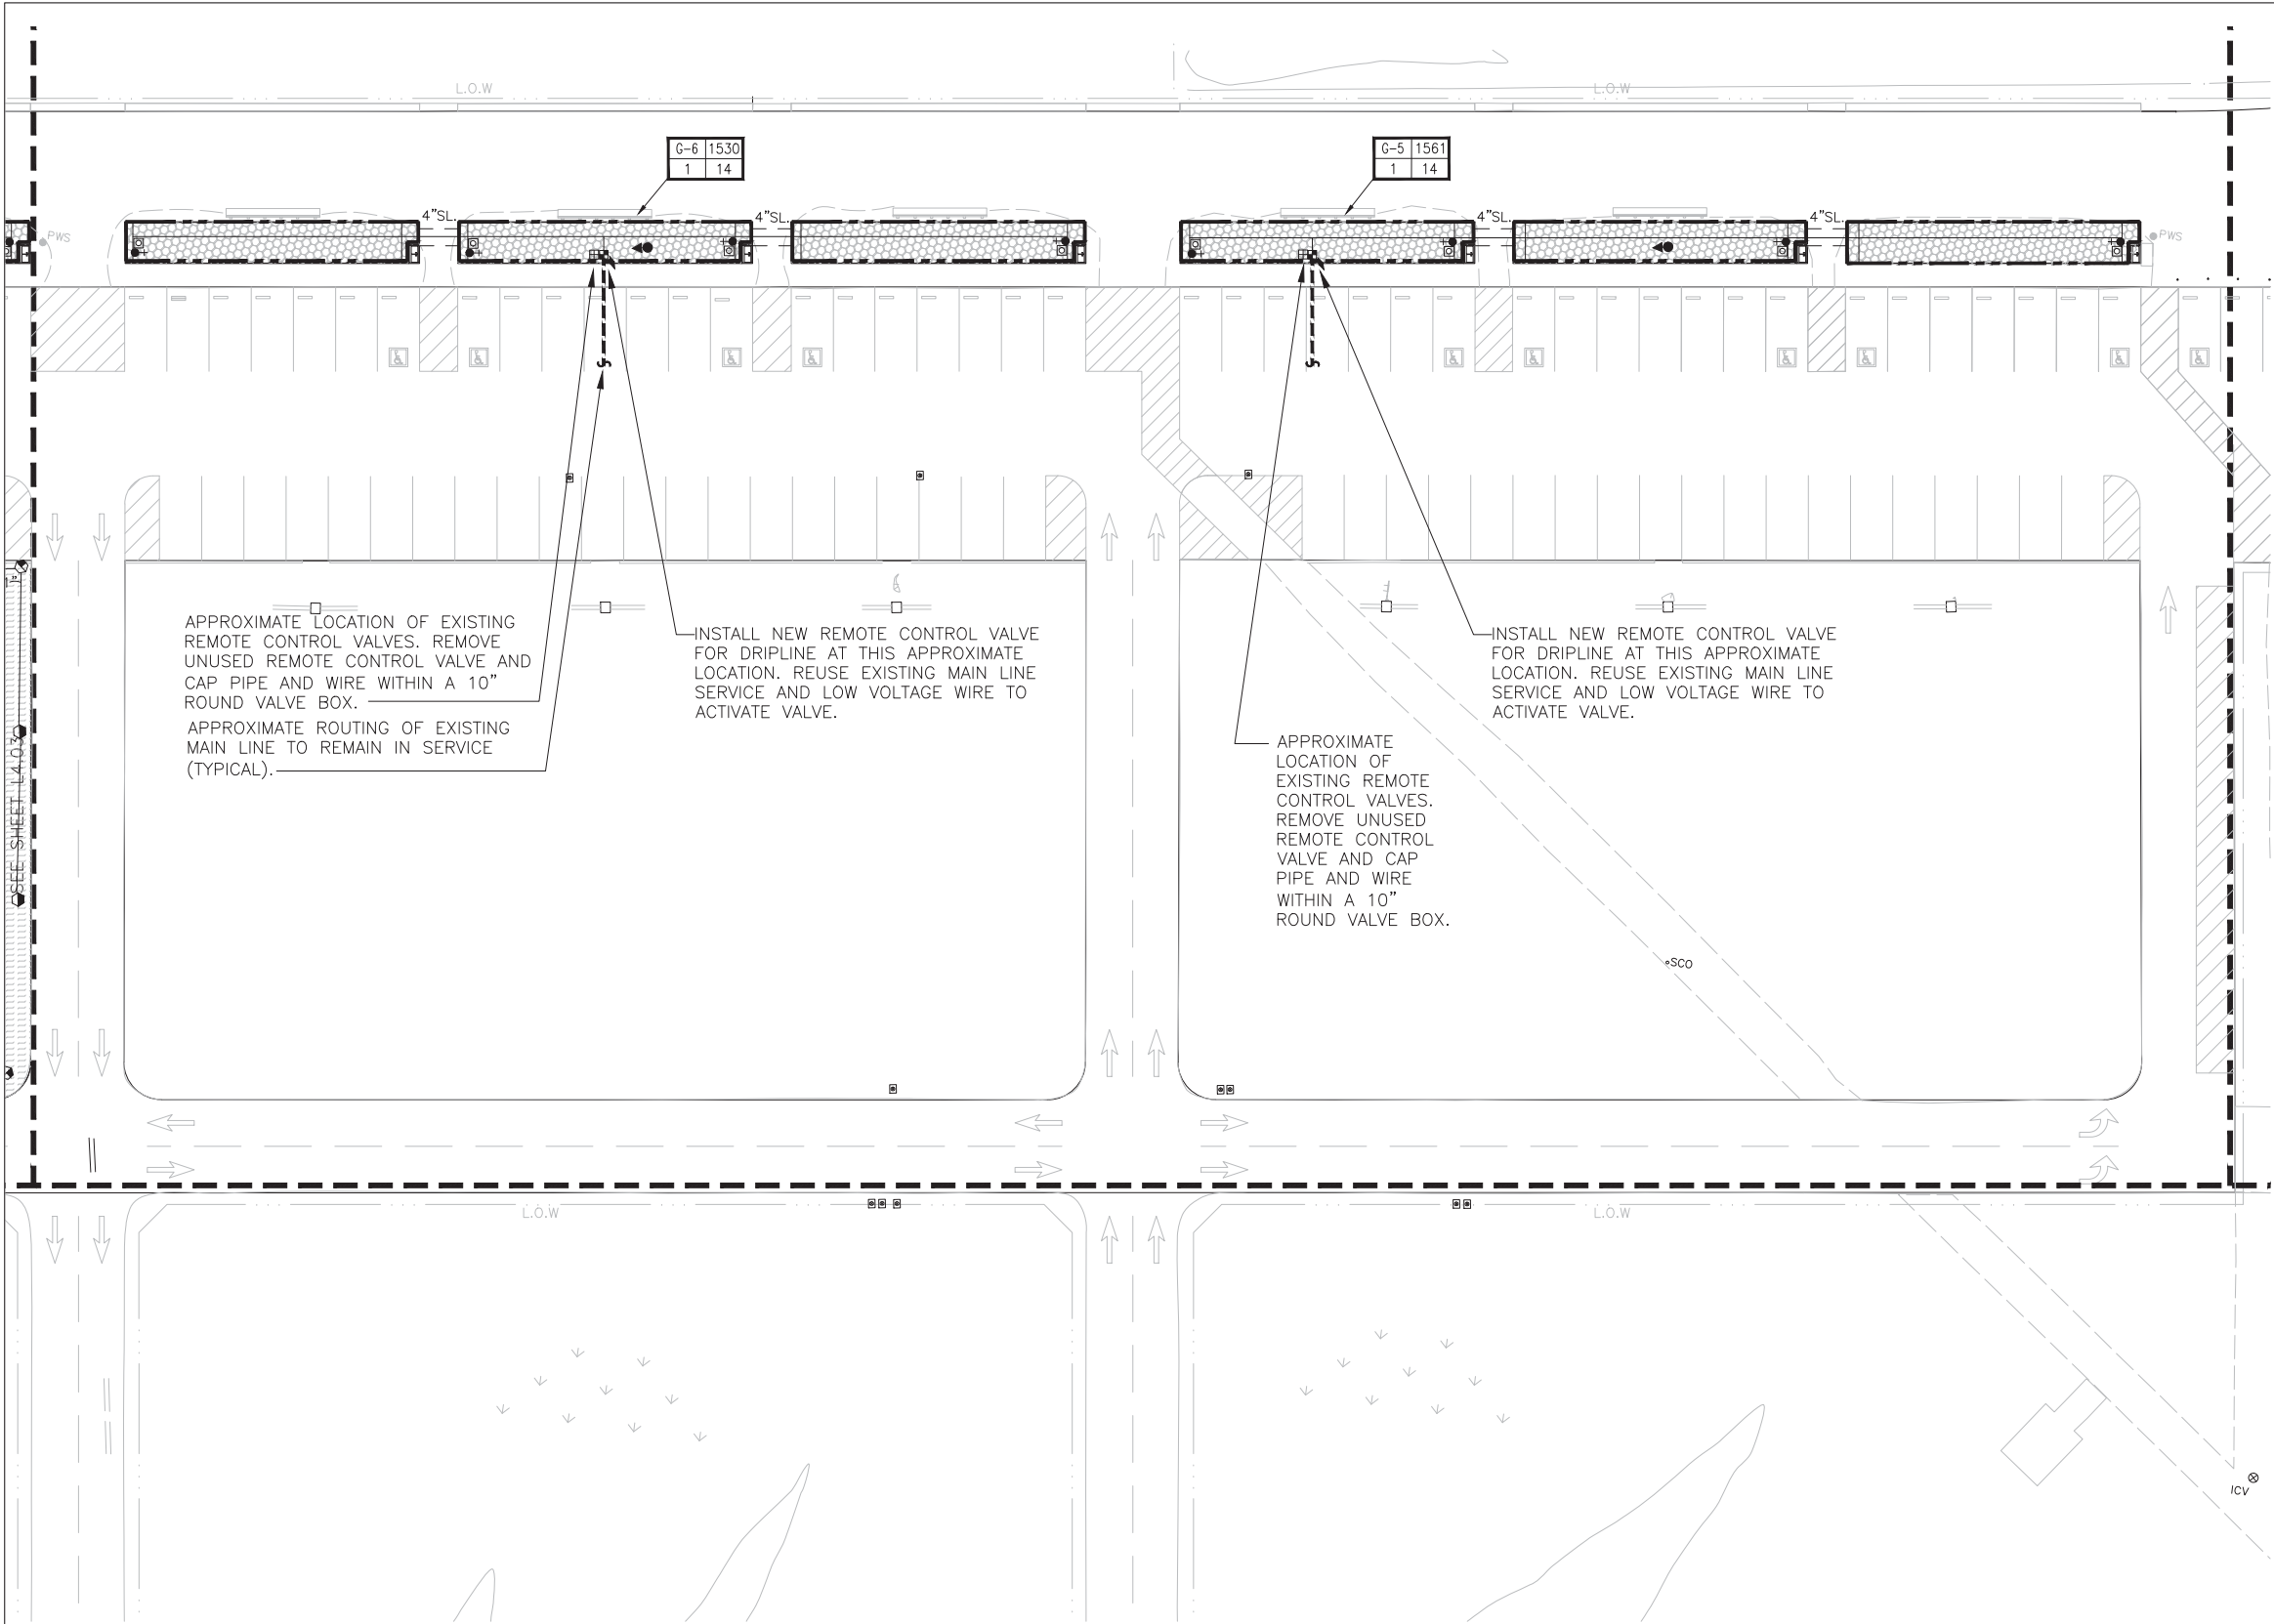 L.O.W
L.O.W
G-6 1530
1 14
G-5 1561
1 14
PWS
4"SL.
4"SL.
4"SL.
4"SL.
PWS
1"
SEE SHEET L4.03
APPROXIMATE LOCATION OF EXISTING
REMOTE CONTROL VALVES. REMOVE
UNUSED REMOTE CONTROL VALVE AND
CAP PIPE AND WIRE WITHIN A 10"
ROUND VALVE BOX.
APPROXIMATE ROUTING OF EXISTING
MAIN LINE TO REMAIN IN SERVICE
(TYPICAL).
INSTALL NEW REMOTE CONTROL VALVE
FOR DRIPLINE AT THIS APPROXIMATE
LOCATION. REUSE EXISTING MAIN LINE
SERVICE AND LOW VOLTAGE WIRE TO
ACTIVATE VALVE.
APPROXIMATE
LOCATION OF
EXISTING REMOTE
CONTROL VALVES.
REMOVE UNUSED
REMOTE CONTROL
VALVE AND CAP
PIPE AND WIRE
WITHIN A 10"
ROUND VALVE BOX.
INSTALL NEW REMOTE CONTROL VALVE
FOR DRIPLINE AT THIS APPROXIMATE
LOCATION. REUSE EXISTING MAIN LINE
SERVICE AND LOW VOLTAGE WIRE TO
ACTIVATE VALVE.
SCO
L.O.W
L.O.W
ICV